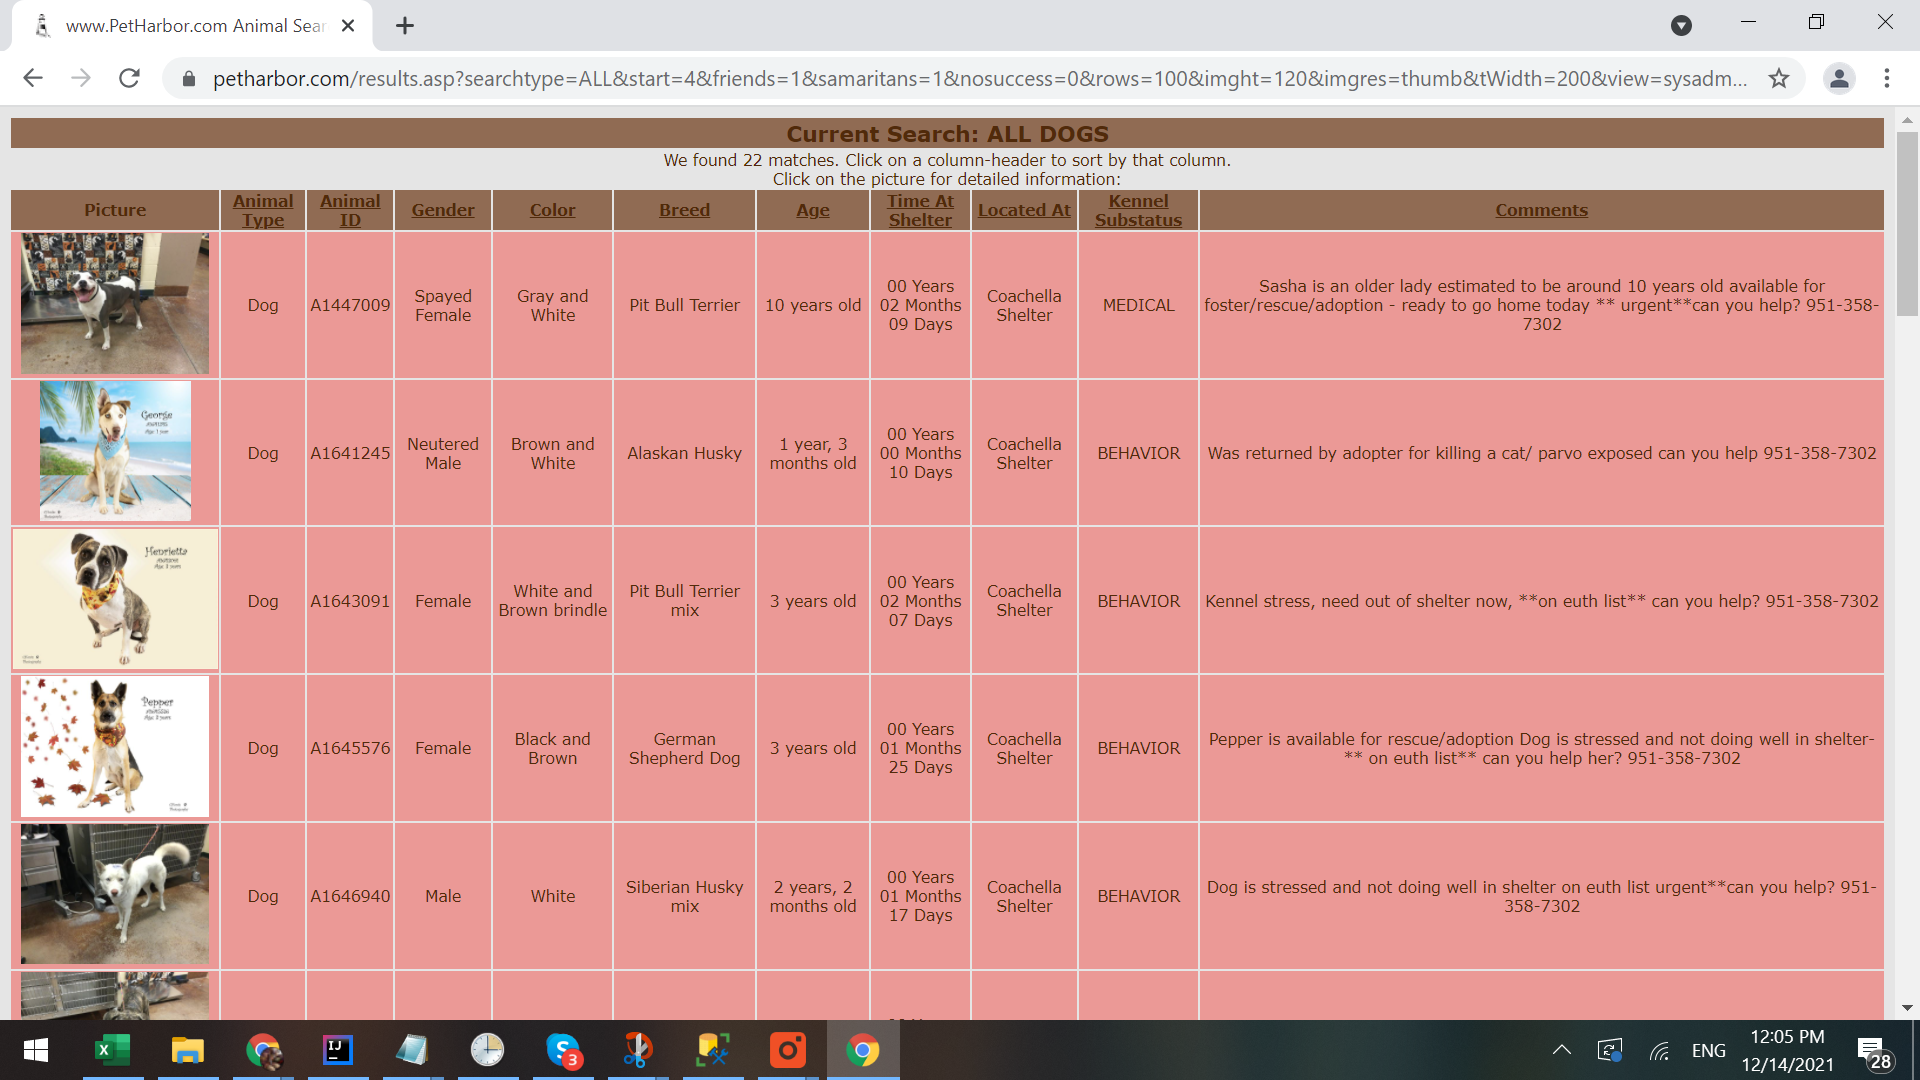 www.PetHarbor.com Animal Sear
petharbor.com/results.asp?searchtype=ALL&start=4&friends=1&samaritans=1&nosuccess=0&rows=100&imght=120&imgres=thumb&tWidth=200&view=sysadm...
Current Search: ALL DOGS
We found 22 matches. Click on a column-header to sort by that column.
Click on the picture for detailed information:
Picture
Animal
Type
Animal
ID
Gender
Color
Breed
Age
Time At
Shelter
Located At
Kennel
Substatus
Comments
Dog
A1447009
Spayed
Female
Gray and
White
Pit Bull Terrier
10 years old
00 Years
02 Months
09 Days
Coachella
Shelter
MEDICAL
Sasha is an older lady estimated to be around 10 years old available for
foster/rescue/adoption - ready to go home today ** urgent**can you help? 951-358-
7302
George
Age: 1 year
Dog
A1641245
Neutered
Male
Brown and
White
Alaskan Husky
1 year, 3
months old
00 Years
00 Months
10 Days
Coachella
Shelter
BEHAVIOR
Was returned by adopter for killing a cat/ parvo exposed can you help 951-358-7302
Henrietta
Age: 3 years
Dog
A1643091
Female
White and
Brown brindle
Pit Bull Terrier
mix
3 years old
00 Years
02 Months
07 Days
Coachella
Shelter
BEHAVIOR
Kennel stress, need out of shelter now, **on euth list** can you help? 951-358-7302
Pepper
Age: 3 years
Dog
A1645576
Female
Black and
Brown
German
Shepherd Dog
3 years old
00 Years
01 Months
25 Days
Coachella
Shelter
BEHAVIOR
Pepper is available for rescue/adoption Dog is stressed and not doing well in shelter-
** on euth list** can you help her? 951-358-7302
Dog
A1646940
Male
White
Siberian Husky
mix
2 years, 2
months old
00 Years
01 Months
17 Days
Coachella
Shelter
BEHAVIOR
Dog is stressed and not doing well in shelter on euth list urgent**can you help? 951-
358-7302
X
IJ
S
3
ENG
12:05 PM
12/14/2021
28